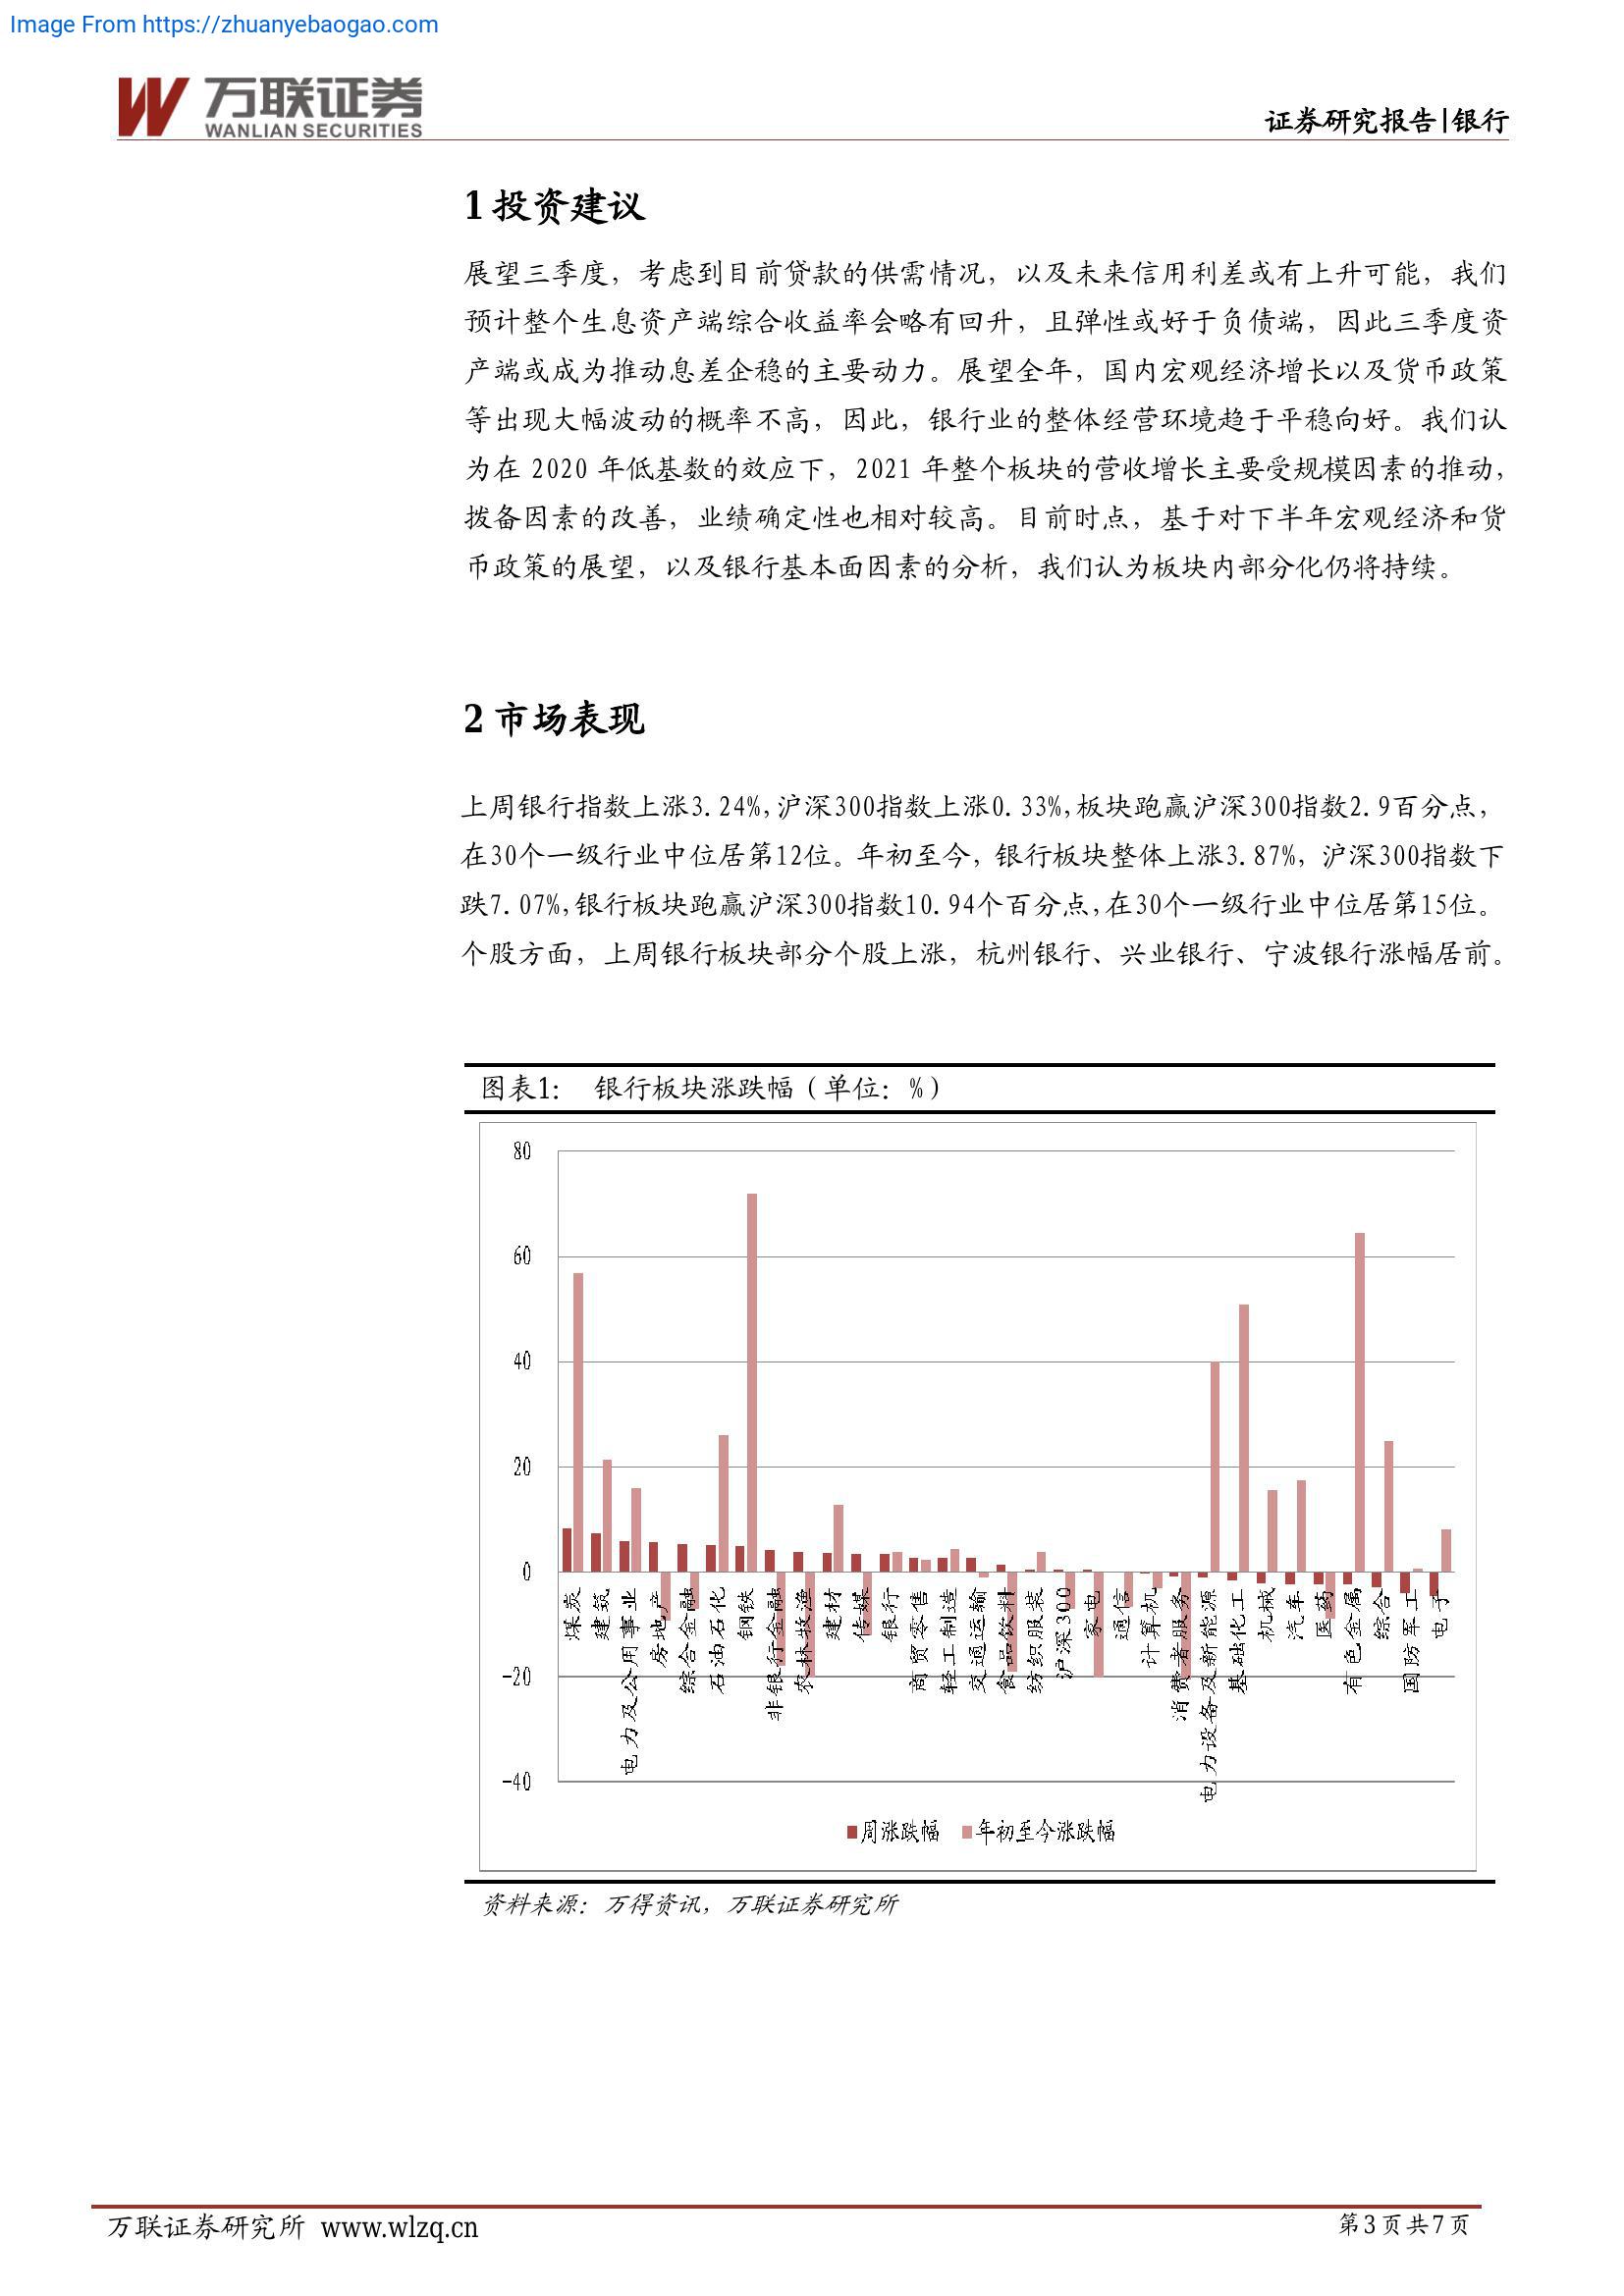 Image From https://zhuanyebaogao.com
万联证券
WANLIAN SECURITIES
证券研究报告|银行
1 投资建议
展望三季度，考虑到目前贷款的供需情况，以及未来信用利差或有上升可能，我们
预计整个生息资产端综合收益率会略有回升，且弹性或好于负债端，因此三季度资
产端或成为推动息差企稳的主要动力。展望全年，国内宏观经济增长以及货币政策
等出现大幅波动的概率不高，因此，银行业的整体经营环境趋于平稳向好。我们认
为在 2020 年低基数的效应下，2021 年整个板块的营收增长主要受规模因素的推动，
拨备因素的改善，业绩确定性也相对较高。目前时点，基于对下半年宏观经济和货
币政策的展望，以及银行基本面因素的分析，我们认为板块内部分化仍将持续。
2 市场表现
上周银行指数上涨3.24%,沪深300指数上涨0.33%,板块跑赢沪深300指数2.9百分点，
在30个一级行业中位居第12位。年初至今，银行板块整体上涨3.87%，沪深300指数下
跌7.07%,银行板块跑赢沪深300指数10.94个百分点,在30个一级行业中位居第15位。
个股方面，上周银行板块部分个股上涨，杭州银行、兴业银行、宁波银行涨幅居前。
图表1： 银行板块涨跌幅（单位：%）
80
60
40
20
0
-20
-40
煤炭
建筑
电力及公用事业
房地产
综合金融
石油石化
钢铁
非银行金融
农林牧渔
建材
传媒
银行
商贸零售
轻工制造
交通运输
食品饮料
纺织服装
沪深300
家电
通信
计算机
消费者服务
电力设备及新能源
基础化工
机械
汽车
医药
有色金属
综合
国防军工
电子
周涨跌幅 年初至今涨跌幅
资料来源：万得资讯，万联证券研究所
万联证券研究所 www.wlzq.cn
第3页共7页